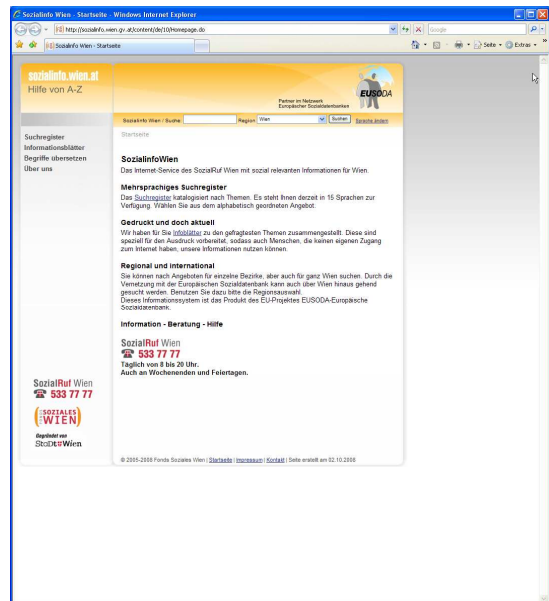 Sozialinfo Wien - Startseite - Windows Internet Explorer
http://sozialinfo.wien.gv.at/content/de/10/Homepage.do
Google
Sozialinfo Wien - Startseite
Seite
Extras
sozialinfo.wien.at
Hilfe von A-Z
EUSODA
Partner im Netzwerk
Europäischer Sozialdatenbanken
Sozialinfo Wien / Suche: Region Wien Suchen Sprache ändern
Startseite
Suchregister
Informationsblätter
Begriffe übersetzen
Über uns
SozialinfoWien
Das Internet-Service des SozialRuf Wien mit sozial relevanten Informationen für Wien.
Mehrsprachiges Suchregister
Das Suchregister katalogisiert nach Themen. Es steht Ihnen derzeit in 15 Sprachen zur
Verfügung. Wählen Sie aus dem alphabetisch geordneten Angebot.
Gedruckt und doch aktuell
Wir haben für Sie Infoblätter zu den gefragtesten Themen zusammengestellt. Diese sind
speziell für den Ausdruck vorbereitet, sodass auch Menschen, die keinen eigenen Zugang
zum Internet haben, unsere Informationen nutzen können.
Regional und international
Sie können nach Angeboten für einzelne Bezirke, aber auch für ganz Wien suchen. Durch die
Vernetzung mit der Europäischen Sozialdatenbank kann auch über Wien hinaus gehend
gesucht werden. Benutzen Sie dazu bitte die Regionsauswahl.
Dieses Informationssystem ist das Produkt des EU-Projektes EUSODA-Europäische
Sozialdatenbank.
Information - Beratung - Hilfe
SozialRuf Wien
533 77 77
Täglich von 8 bis 20 Uhr.
Auch an Wochenenden und Feiertagen.
SozialRuf Wien
533 77 77
SOZIALES
WIEN
Gegründet von
StaDt Wien
© 2005-2008 Fonds Soziales Wien | Startseite | Impressum | Kontakt | Seite erstellt am 02.10.2008